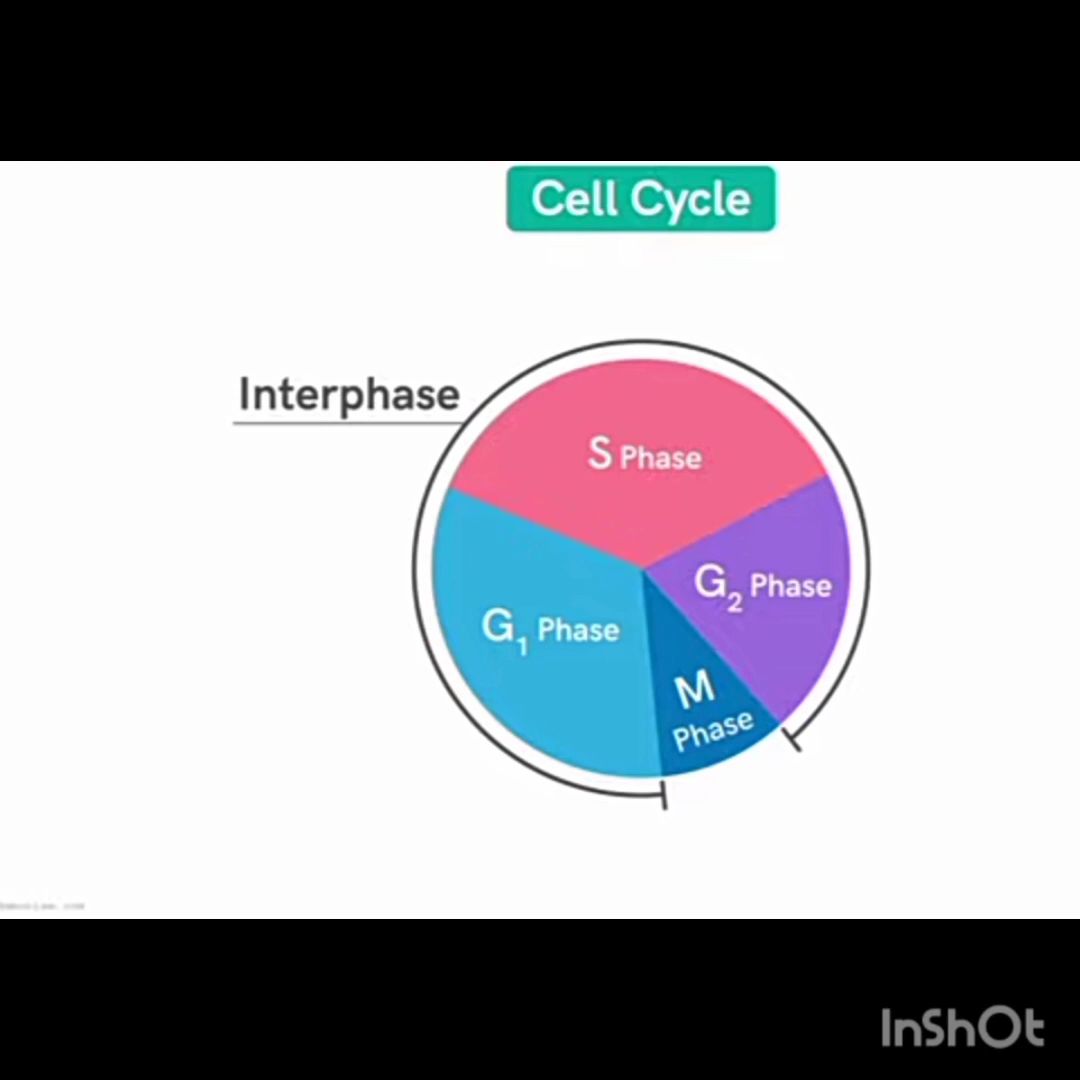 Cell Cycle
Interphase
S Phase
G₂ Phase
G₁ Phase
M
Phase
InShOt